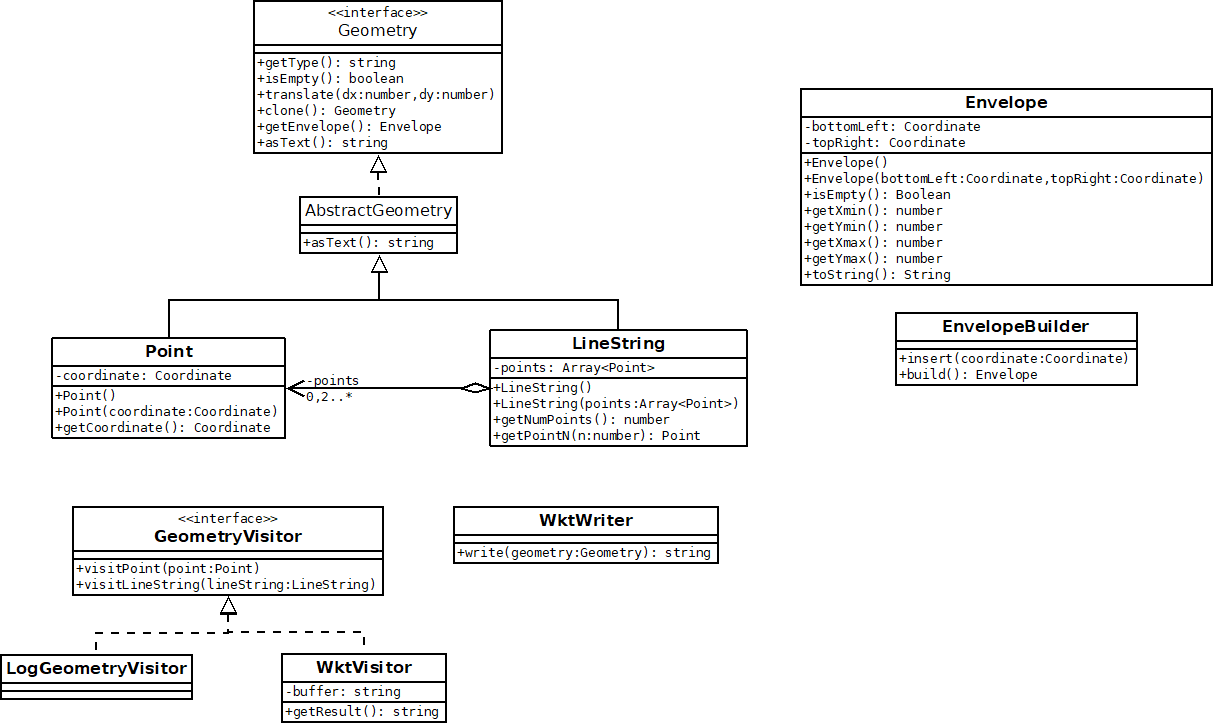 <<interface>>
Geometry
+getType(): string
+isEmpty(): boolean
+translate(dx:number,dy:number)
+clone(): Geometry
+getEnvelope(): Envelope
+asText(): string
AbstractGeometry
+asText(): string
Envelope
-bottomLeft: Coordinate
-topRight: Coordinate
+Envelope()
+Envelope(bottomLeft:Coordinate,topRight:Coordinate)
+isEmpty(): Boolean
+getXmin(): number
+getYmin(): number
+getXmax(): number
+getYmax(): number
+toString(): String
EnvelopeBuilder
+insert(coordinate:Coordinate)
+build(): Envelope
Point
-coordinate: Coordinate
+Point()
+Point(coordinate:Coordinate)
+getCoordinate(): Coordinate
-points
0,2..*
LineString
-points: Array<Point>
+LineString()
+LineString(points:Array<Point>)
+getNumPoints(): number
+getPointN(n:number): Point
<<interface>>
GeometryVisitor
+visitPoint(point:Point)
+visitLineString(lineString:LineString)
WktWriter
+write(geometry:Geometry): string
LogGeometryVisitor
WktVisitor
-buffer: string
+getResult(): string